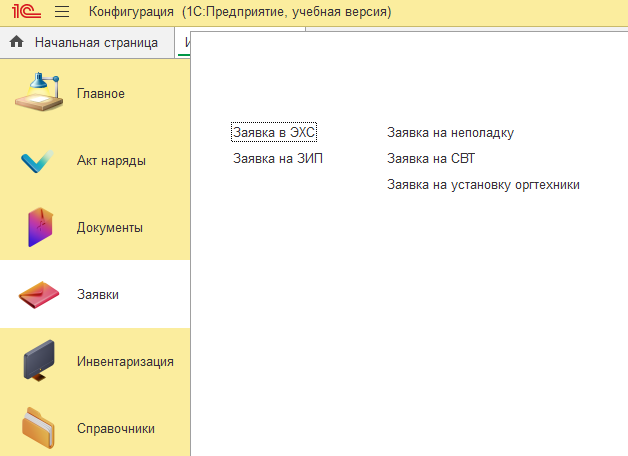 1С Конфигурация (1С:Предприятие, учебная версия)
Начальная страница
Главное
Акт наряды
Документы
Заявки
Инвентаризация
Справочники
Заявка в ЭХС
Заявка на ЗИП
Заявка на неполадку
Заявка на СВТ
Заявка на установку оргтехники